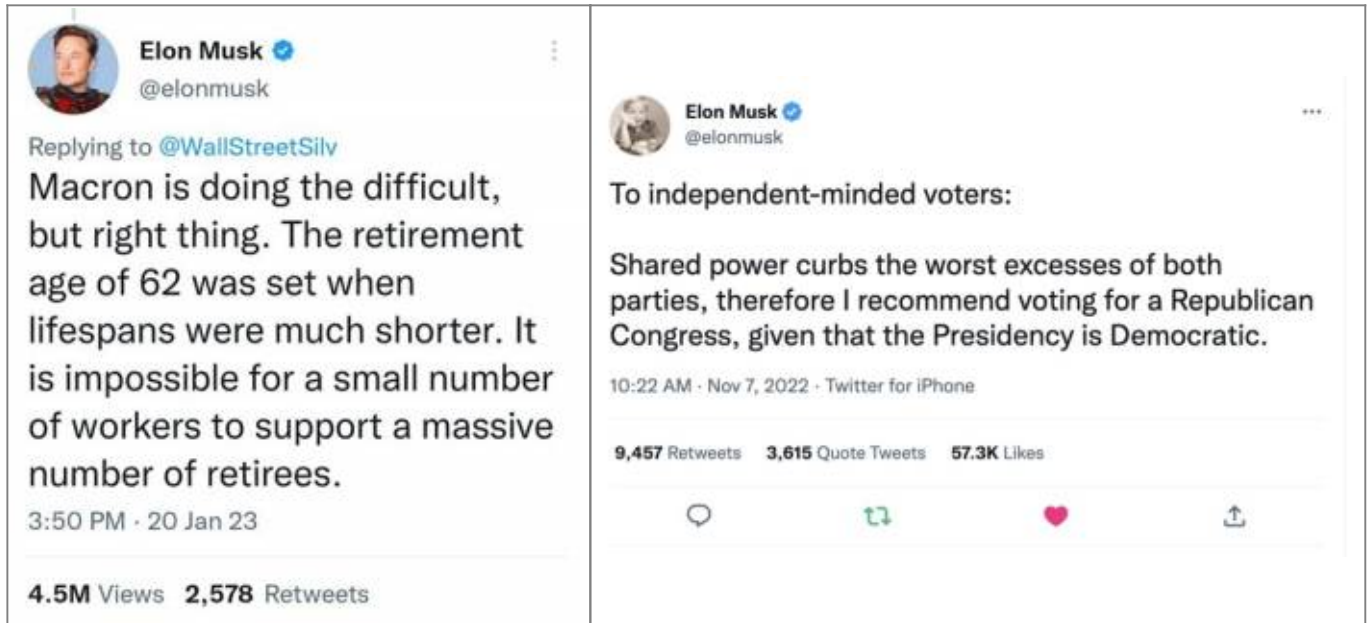 Elon Musk
@elonmusk
Replying to @WallStreetSilv
Macron is doing the difficult,
but right thing. The retirement
age of 62 was set when
lifespans were much shorter. It
is impossible for a small number
of workers to support a massive
number of retirees.
3:50 PM · 20 Jan 23
4.5M Views 2,578 Retweets
Elon Musk
@elonmusk
To independent-minded voters:
Shared power curbs the worst excesses of both
parties, therefore I recommend voting for a Republican
Congress, given that the Presidency is Democratic.
10:22 AM · Nov 7, 2022 · Twitter for iPhone
9,457 Retweets 3,615 Quote Tweets 57.3K Likes